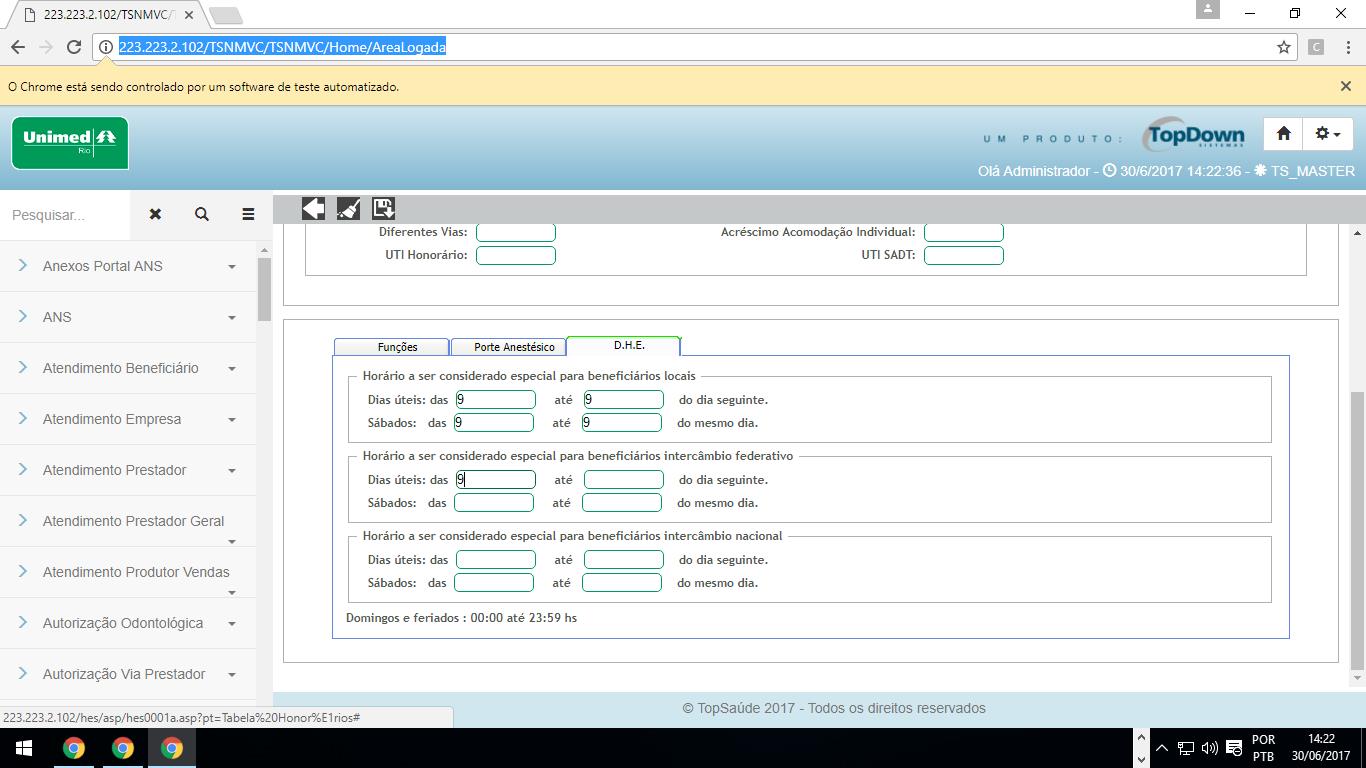 223.223.2.102/TSNMVC/T
223.223.2.102/TSNMVC/TSNMVC/Home/AreaLogada
C
O Chrome está sendo controlado por um software de teste automatizado.
Unimed
Rio
UM PRODUTO:
TopDown
SISTEMAS
Olá Administrador - 30/6/2017 14:22:36 - TS_MASTER
Pesquisar...
Anexos Portal ANS
ANS
Atendimento Beneficiário
Atendimento Empresa
Atendimento Prestador
Atendimento Prestador Geral
Atendimento Produtor Vendas
Autorização Odontológica
Autorização Via Prestador
Diferentes Vias:
Acréscimo Acomodação Individual:
UTI Honorário:
UTI SADT:
Funções
Porte Anestésico
D.H.E.
Horário a ser considerado especial para beneficiários locais
Dias úteis: das 9 até 9 do dia seguinte.
Sábados: das 9 até 9 do mesmo dia.
Horário a ser considerado especial para beneficiários intercâmbio federativo
Dias úteis: das 9 até do dia seguinte.
Sábados: das até do mesmo dia.
Horário a ser considerado especial para beneficiários intercâmbio nacional
Dias úteis: das até do dia seguinte.
Sábados: das até do mesmo dia.
Domingos e feriados : 00:00 até 23:59 hs
© TopSaúde 2017 - Todos os direitos reservados
223.223.2.102/hes/asp/hes0001a.asp?pt=Tabela%20Honor%E1rios#
POR
PTB
14:22
30/06/2017